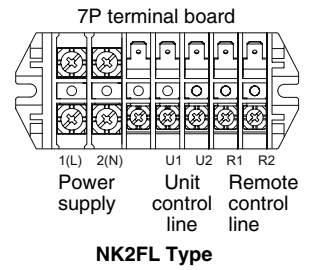 7P terminal board
1(L) 2(N) U1 U2 R1 R2
Power supply Unit control line Remote control line
NK2FL Type